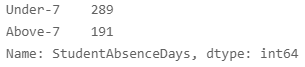 Under-7    289
Above-7    191
Name: StudentAbsenceDays, dtype: int64